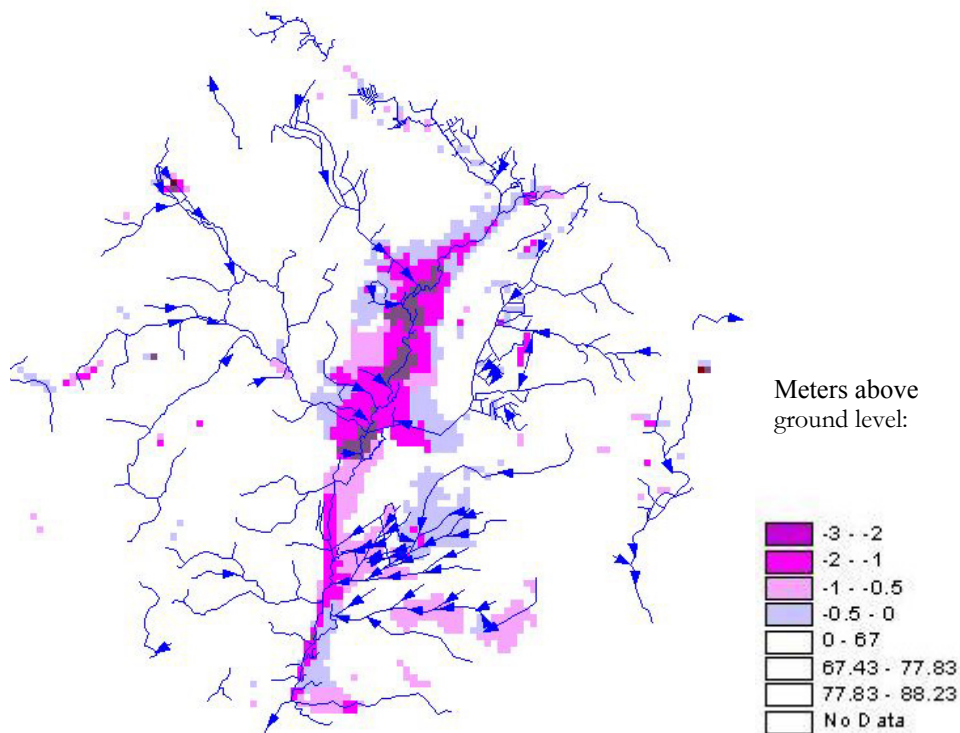 Meters above
ground level:
-3 - -2
-2 - -1
-1 - -0.5
-0.5 - 0
0 - 67
67.43 - 77.83
77.83 - 88.23
No Data